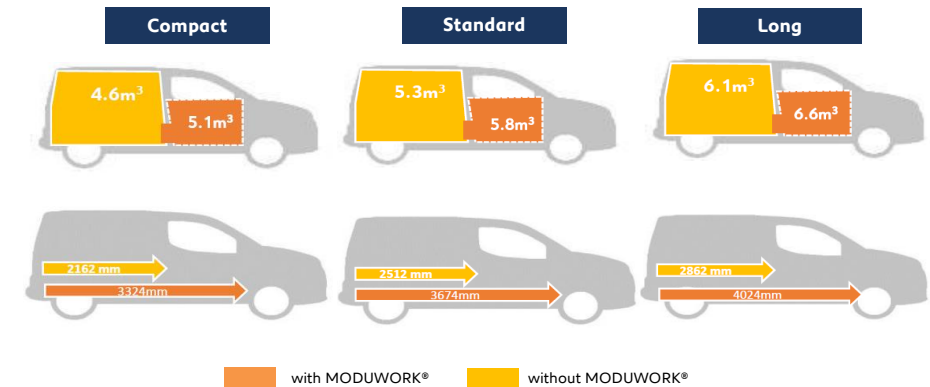 Compact
Standard
Long
4.6m³
5.1m³
5.3m³
5.8m³
6.1m³
6.6m³
2162 mm
3324mm
2512 mm
3674mm
2862 mm
4024mm
with MODUWORK®
without MODUWORK®